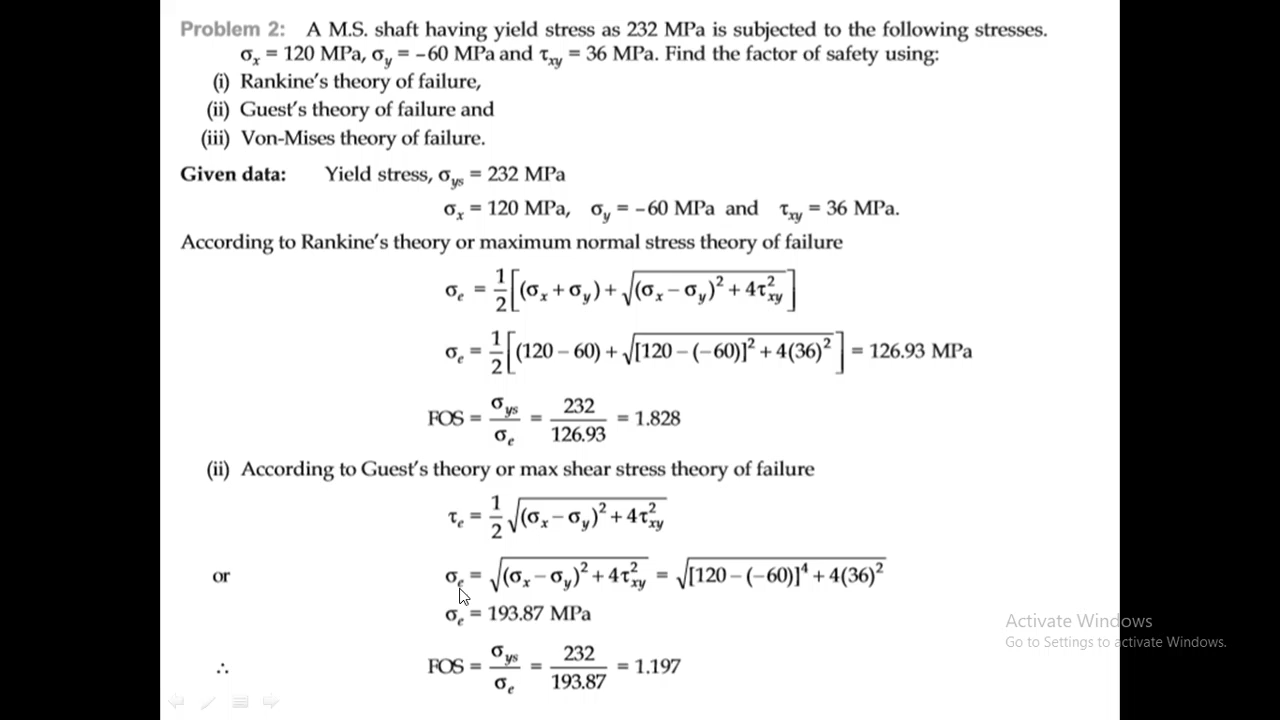 Problem 2: A M.S. shaft having yield stress as 232 MPa is subjected to the following stresses.
σx = 120 MPa, σy = −60 MPa and τxy = 36 MPa. Find the factor of safety using:
(i) Rankine's theory of failure,
(ii) Guest's theory of failure and
(iii) Von-Mises theory of failure.
Given data: Yield stress, σys = 232 MPa
σx = 120 MPa, σy = −60 MPa and τxy = 36 MPa.
According to Rankine's theory or maximum normal stress theory of failure
σe = 1/2[(σx + σy) + √((σx − σy)² + 4τ²xy)]
σe = 1/2[(120 − 60) + √([120 − (−60)]² + 4(36)²)] = 126.93 MPa
FOS = σys/σe = 232/126.93 = 1.828
(ii) According to Guest's theory or max shear stress theory of failure
τe = 1/2 √((σx − σy)² + 4τ²xy)
or σe = √((σx − σy)² + 4τ²xy) = √([120 − (−60)]⁴ + 4(36)²)
σe = 193.87 MPa
∴ FOS = σys/σe = 232/193.87 = 1.197
Activate Windows
Go to Settings to activate Windows.